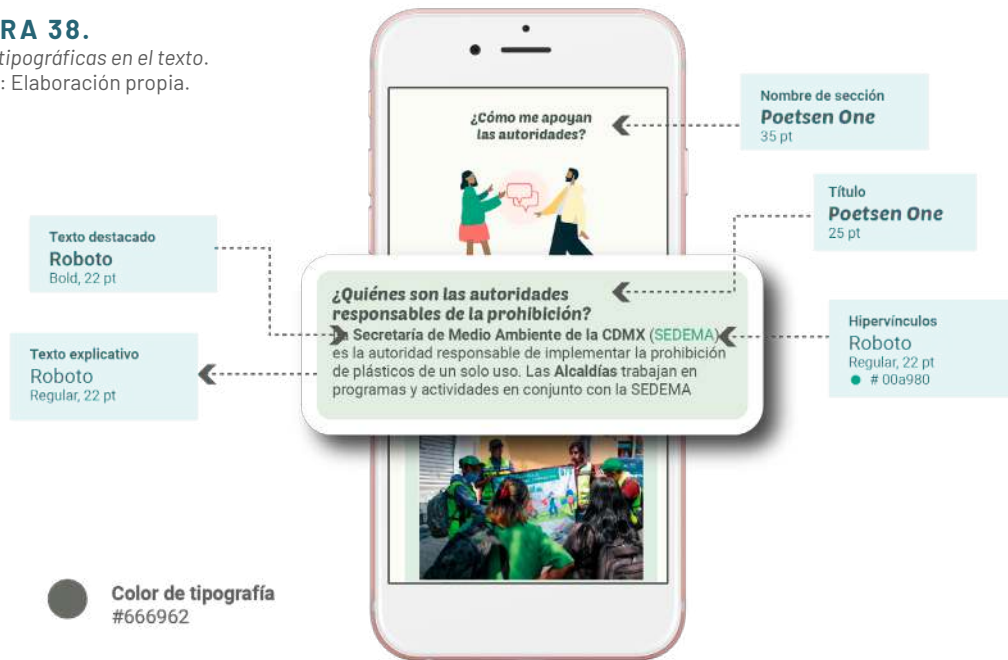 RA 38.
tipográficas en el texto.
: Elaboración propia.
Nombre de sección
Poetsen One
35 pt
¿Cómo me apoyan
las autoridades?
Título
Poetsen One
25 pt
Texto destacado
Roboto
Bold, 22 pt
¿Quiénes son las autoridades
responsables de la prohibición?
Secretaría de Medio Ambiente de la CDMX (SEDEMA)
es la autoridad responsable de implementar la prohibición
de plásticos de un solo uso. Las Alcaldías trabajan en
programas y actividades en conjunto con la SEDEMA
Hipervínculos
Roboto
Regular, 22 pt
# 00a980
Texto explicativo
Roboto
Regular, 22 pt
Color de tipografía
#666962